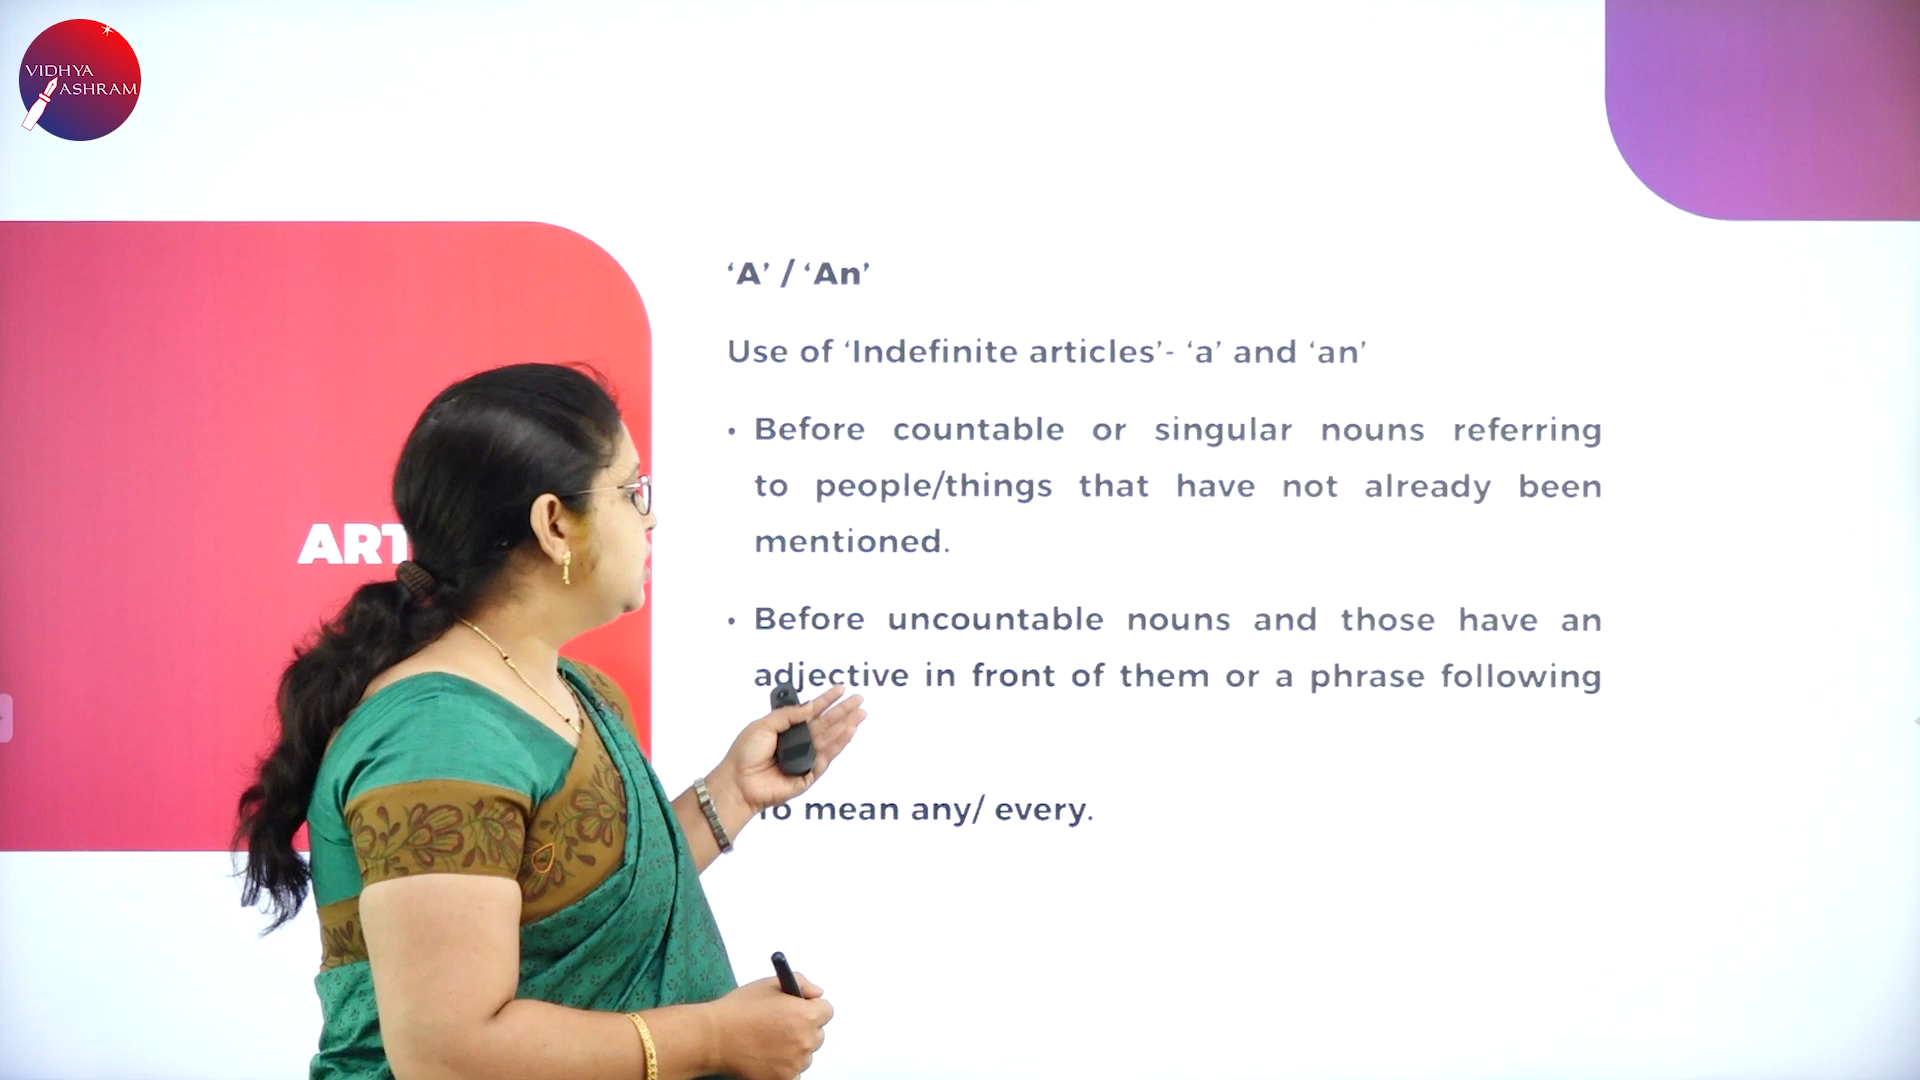 VIDHYA
ASHRAM
‘A’ / ‘An’
Use of ‘Indefinite articles’- ‘a’ and ‘an’
• Before countable or singular nouns referring
to people/things that have not already been
mentioned.
ART
• Before uncountable nouns and those have an
adjective in front of them or a phrase following
To mean any/ every.